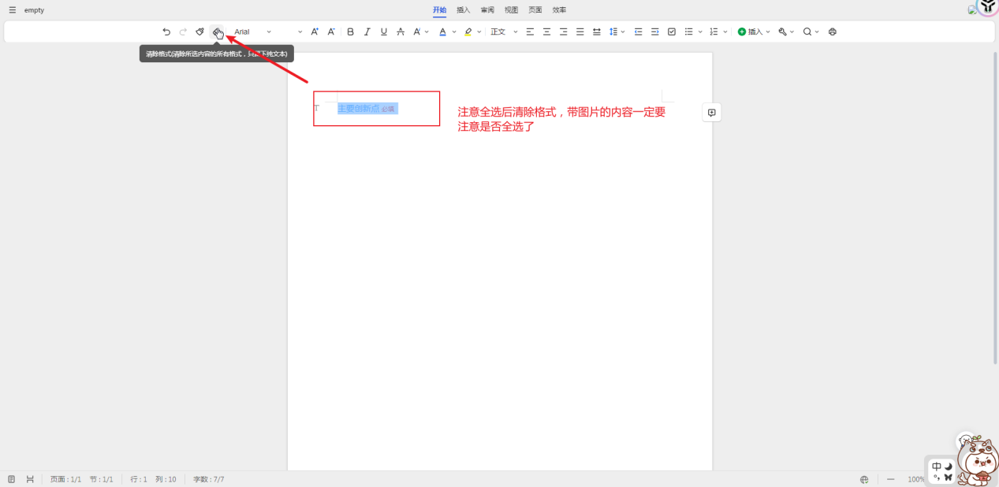 empty
开始 插入 审阅 视图 页面 效率
Arial
正文
插入
清除格式(清除所选内容的所有格式，只留下纯文本)
T
主要创新点 必填
注意全选后清除格式，带图片的内容一定要
注意是否全选了
页面：1/1 节：1/1 行：1 列：10 字数：7/7
100%
中